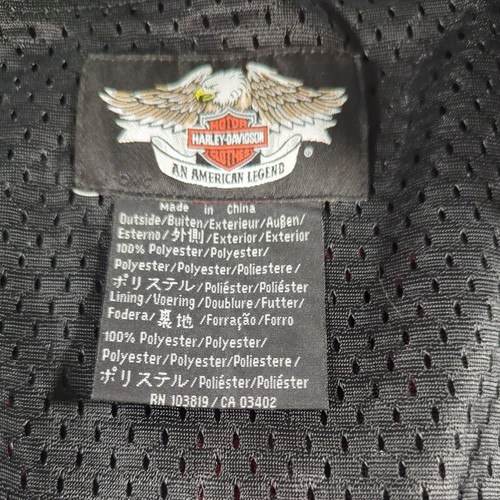 MOTOR
HARLEY-DAVIDSON
CLOTHES
AN AMERICAN LEGEND
®
Made in China
Outside/Buiten/Exterieur/Außen/
Esterno/外側/Exterior/Exterior
100% Polyester/Polyester/
Polyester/Polyester/Poliestere/
ポリステル/Poliéster/Poliéster
Lining/Voering/Doublure/Futter/
Fodera/裏地/Forração/Forro
100% Polyester/Polyester/
Polyester/Polyester/Poliestere/
ポリステル/Poliéster/Poliéster
RN 103819/CA 03402